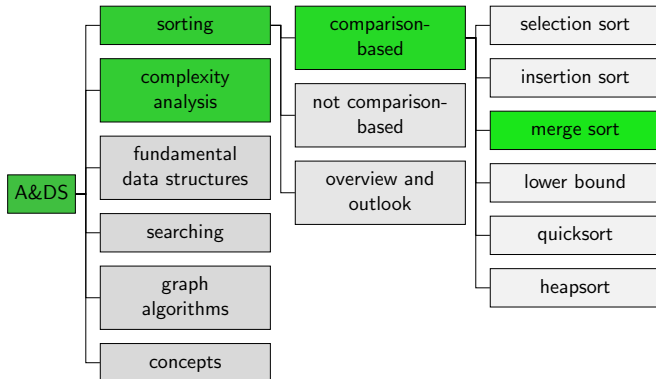 A&DS
sorting
complexity
analysis
fundamental
data structures
searching
graph
algorithms
concepts
comparison-
based
not comparison-
based
overview and
outlook
selection sort
insertion sort
merge sort
lower bound
quicksort
heapsort